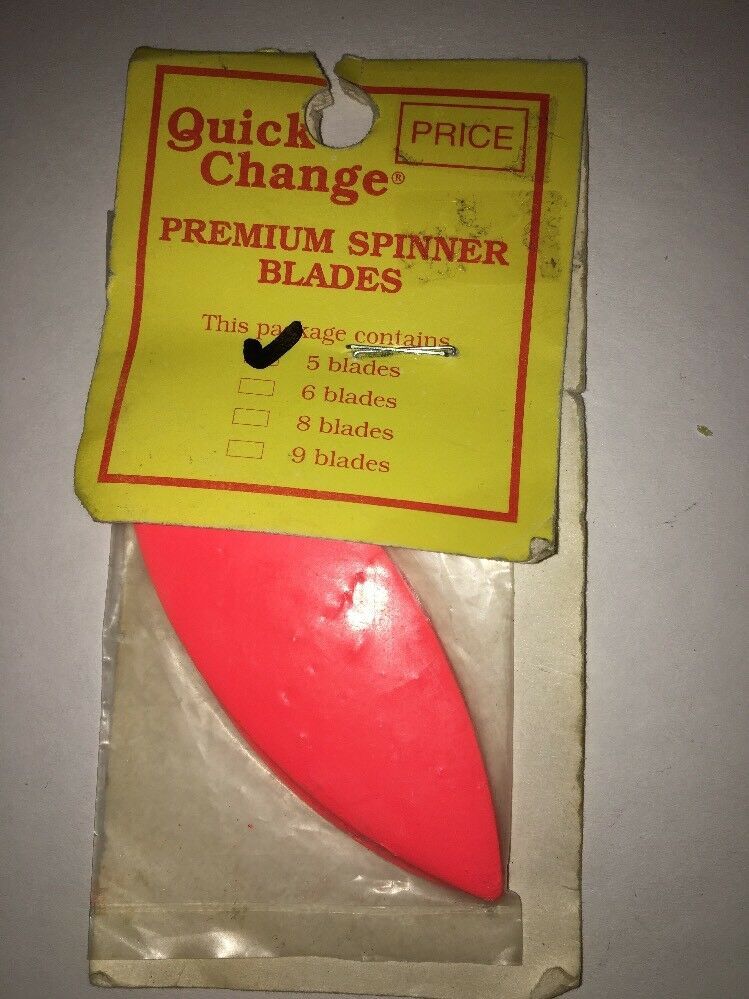 Quick
Change®
PRICE
PREMIUM SPINNER
BLADES
This package contains
5 blades
6 blades
8 blades
9 blades